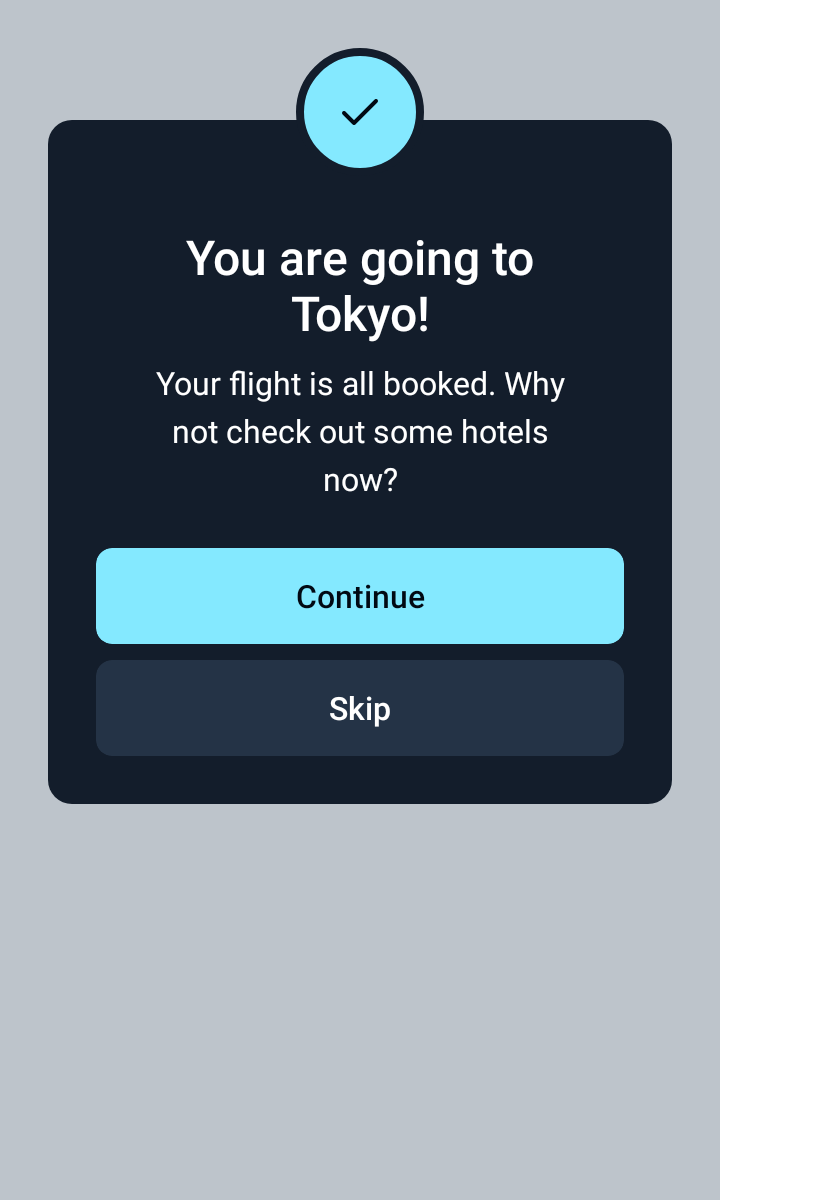 You are going to
Tokyo!
Your flight is all booked. Why
not check out some hotels
now?
Continue
Skip